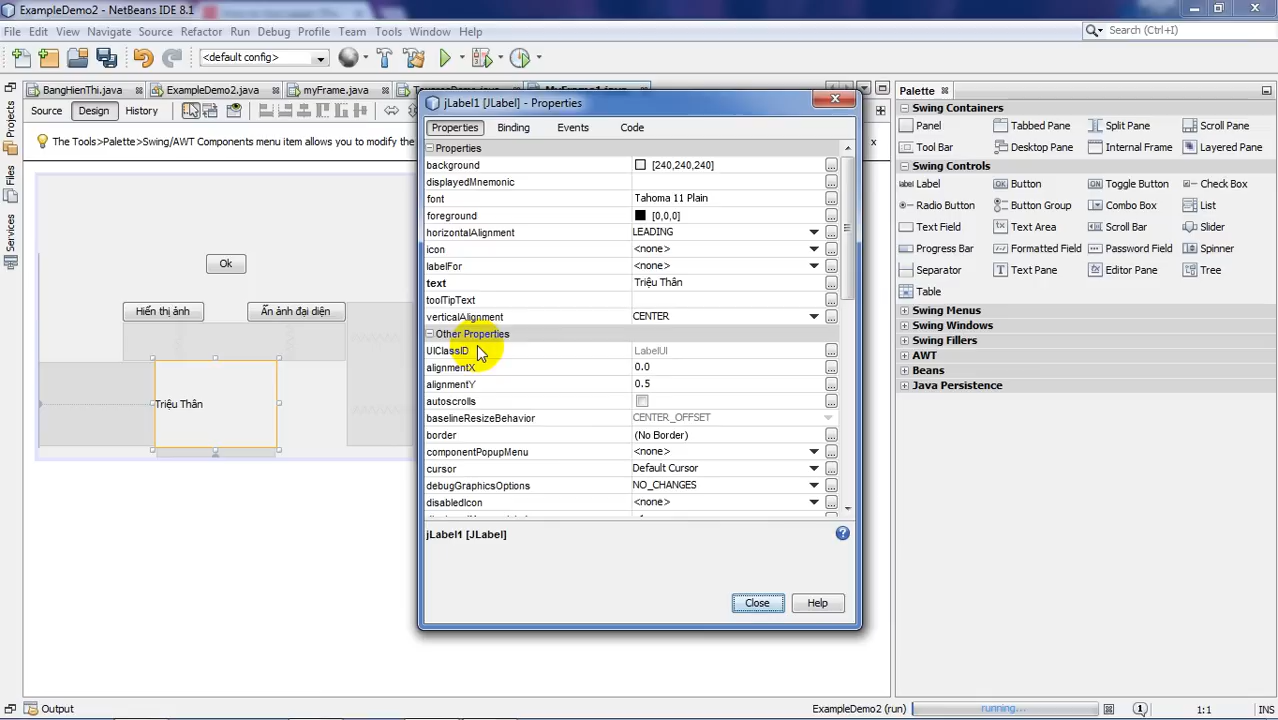 ExampleDemo2 - NetBeans IDE 8.1
File Edit View Navigate Source Refactor Run Debug Profile Team Tools Window Help
Search (Ctrl+I)
<default config>
BangHienThi.java ExampleDemo2.java myFrame.java
Source Design History
The Tools>Palette>Swing/AWT Components menu item allows you to modify the
x
Projects
Files
Services
Ok
Hiển thị ảnh Ẩn ảnh đại diện
Triệu Thân
jLabel1 [JLabel] - Properties
Properties Binding Events Code
Properties
background [240,240,240]
displayedMnemonic
font Tahoma 11 Plain
foreground [0,0,0]
horizontalAlignment LEADING
icon <none>
labelFor <none>
text Triệu Thân
toolTipText
verticalAlignment CENTER
Other Properties
UIClassID LabelUI
alignmentX 0.0
alignmentY 0.5
autoscrolls
baselineResizeBehavior CENTER_OFFSET
border (No Border)
componentPopupMenu <none>
cursor Default Cursor
debugGraphicsOptions NO_CHANGES
disabledIcon <none>
jLabel1 [JLabel]
Close Help
Palette
Swing Containers
Panel Tabbed Pane Split Pane Scroll Pane
Tool Bar Desktop Pane Internal Frame Layered Pane
Swing Controls
Label Button Toggle Button Check Box
Radio Button Button Group Combo Box List
Text Field Text Area Scroll Bar Slider
Progress Bar Formatted Field Password Field Spinner
Separator Text Pane Editor Pane Tree
Table
Swing Menus
Swing Windows
Swing Fillers
AWT
Beans
Java Persistence
Output
ExampleDemo2 (run) running... 1:1 INS